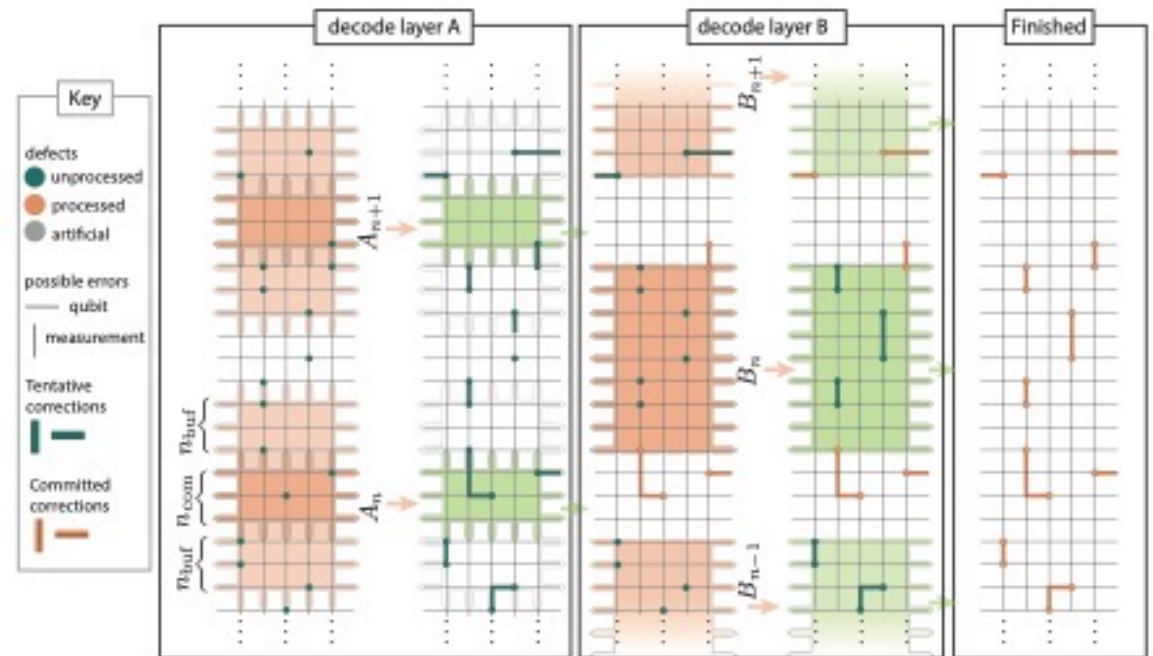 decode layer A
decode layer B
Finished
Key
defects
unprocessed
processed
artificial
possible errors
qubit
measurement
Tentative
corrections
Committed
corrections
n_buf
n_com
n_buf
A_{n+1}
A_n
B_{n+1}
B_n
B_{n-1}